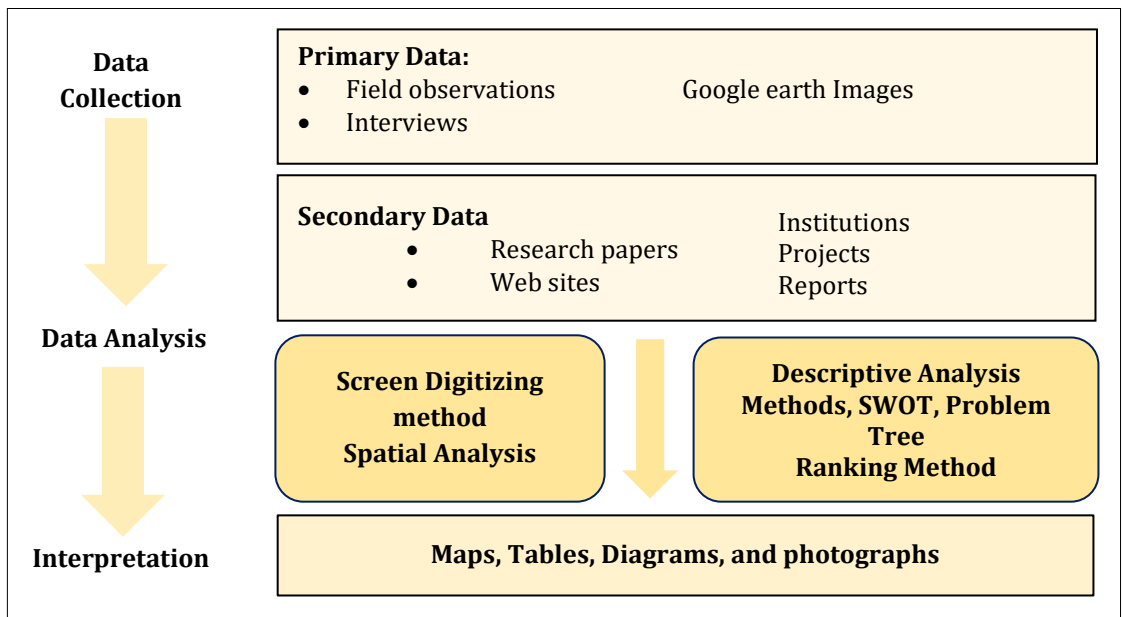 Data
Collection
Primary Data:
• Field observations
Google earth Images
• Interviews
Secondary Data
• Research papers
• Web sites
Institutions
Projects
Reports
Data Analysis
Screen Digitizing
method
Spatial Analysis
Descriptive Analysis
Methods, SWOT, Problem
Tree
Ranking Method
Interpretation
Maps, Tables, Diagrams, and photographs